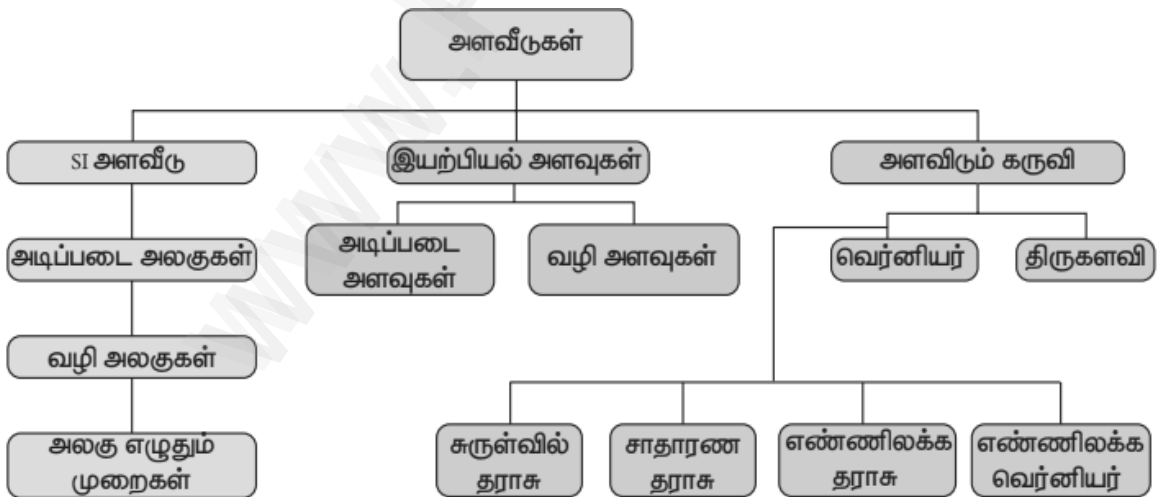 அளவீடுகள்
SI அளவீடு
இயற்பியல் அளவுகள்
அளவிடும் கருவி
அடிப்படை அலகுகள்
அடிப்படை
அளவுகள்
வழி அளவுகள்
வெர்னியர்
திருகளவி
வழி அலகுகள்
அலகு எழுதும்
முறைகள்
சுருள்வில்
தராசு
சாதாரண
தராசு
எண்ணிலக்க
தராசு
எண்ணிலக்க
வெர்னியர்
www.